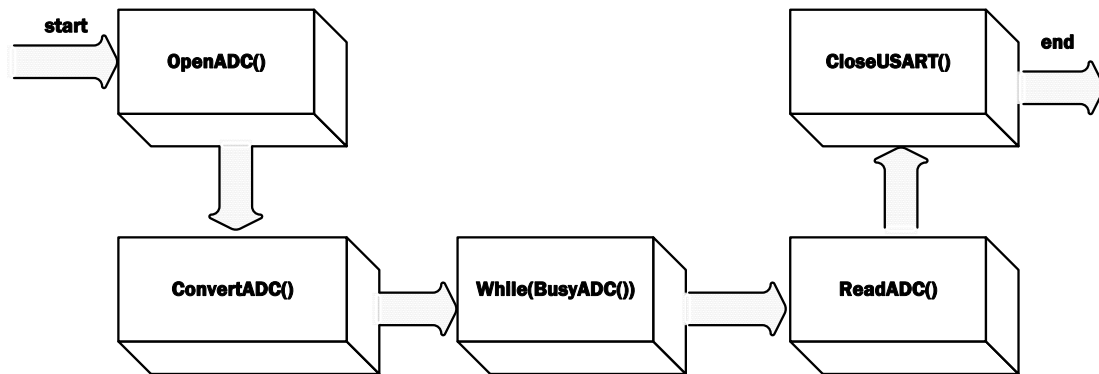 start
OpenADC()
ConvertADC()
While(BusyADC())
ReadADC()
CloseUSART()
end